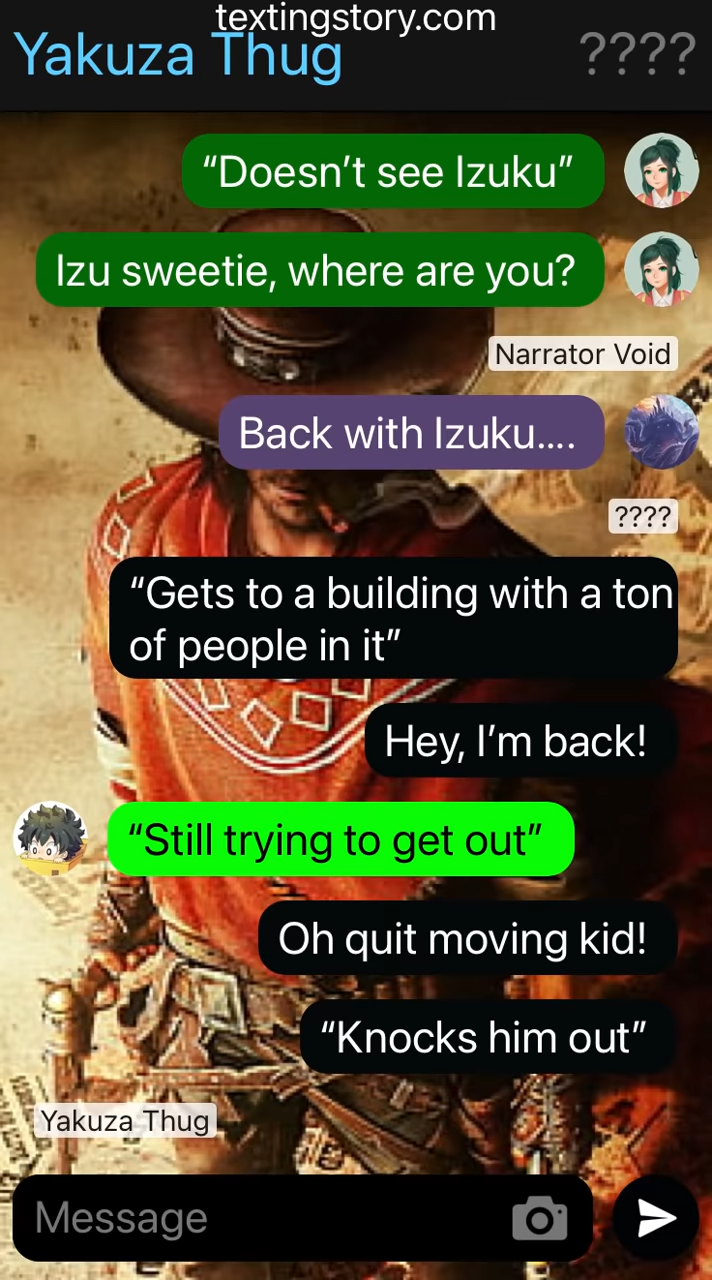 textingstory.com
Yakuza Thug
????
“Doesn’t see Izuku”
Izu sweetie, where are you?
Narrator Void
Back with Izuku....
????
“Gets to a building with a ton
of people in it”
Hey, I’m back!
“Still trying to get out”
Oh quit moving kid!
“Knocks him out”
Yakuza Thug
Message